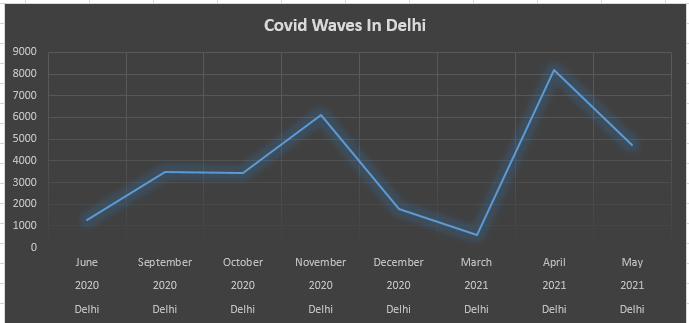 Covid Waves In Delhi
9000
8000
7000
6000
5000
4000
3000
2000
1000
0
June September October November December March April May
2020 2020 2020 2020 2020 2021 2021 2021
Delhi Delhi Delhi Delhi Delhi Delhi Delhi Delhi